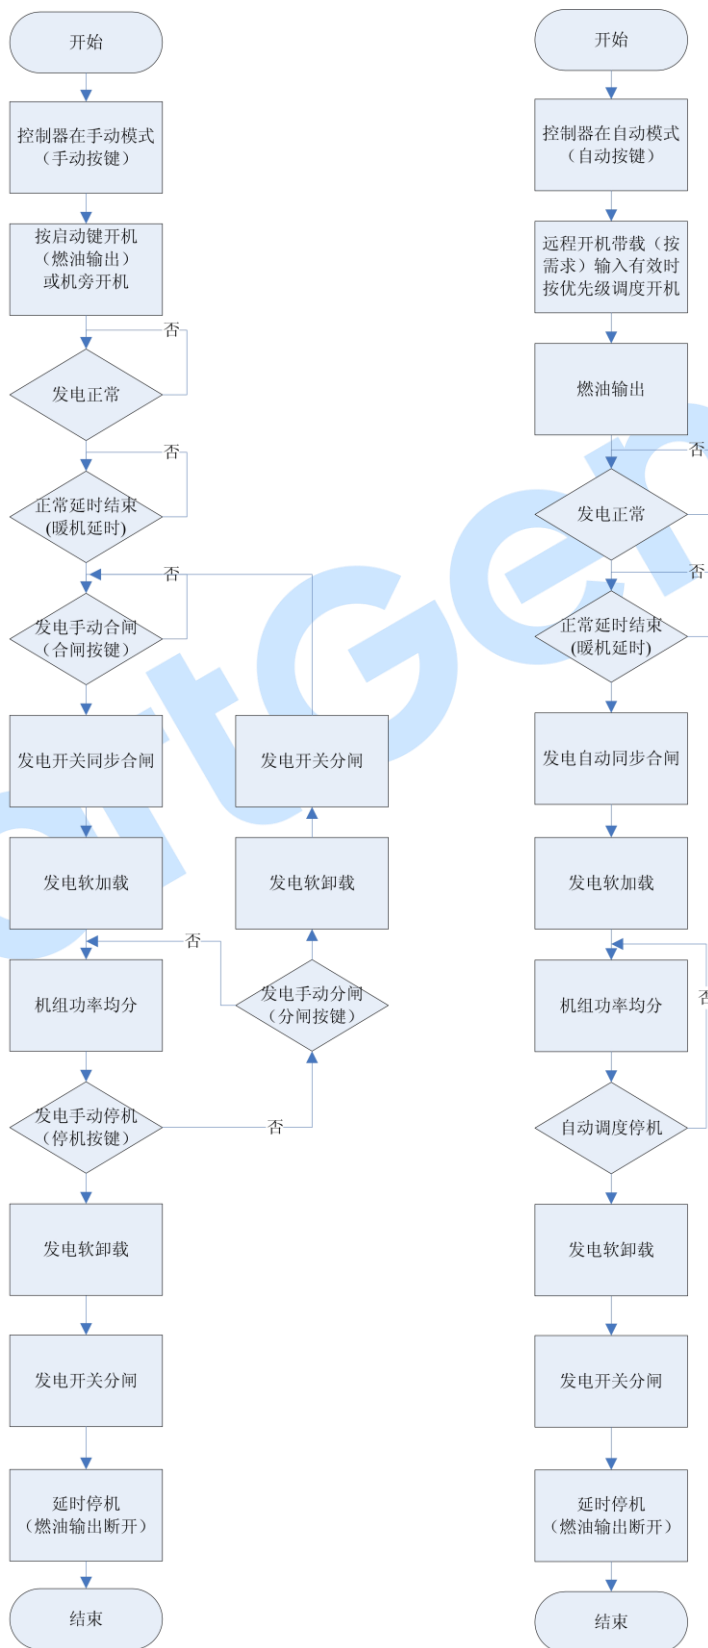 开始
控制器在手动模式
（手动按键）
按启动键开机
（燃油输出）
或机旁开机
否
发电正常
否
正常延时结束
(暖机延时)
否
发电手动合闸
（合闸按键）
发电开关同步合闸
发电开关分闸
发电软加载
发电软卸载
否
机组功率均分
发电手动分闸
（分闸按键）
发电手动停机
（停机按键）
否
发电软卸载
发电开关分闸
延时停机
（燃油输出断开）
结束
开始
控制器在自动模式
（自动按键）
远程开机带载（按
需求）输入有效时
按优先级调度开机
燃油输出
否
发电正常
否
正常延时结束
(暖机延时)
发电自动同步合闸
发电软加载
机组功率均分
否
自动调度停机
发电软卸载
发电开关分闸
延时停机
（燃油输出断开）
结束